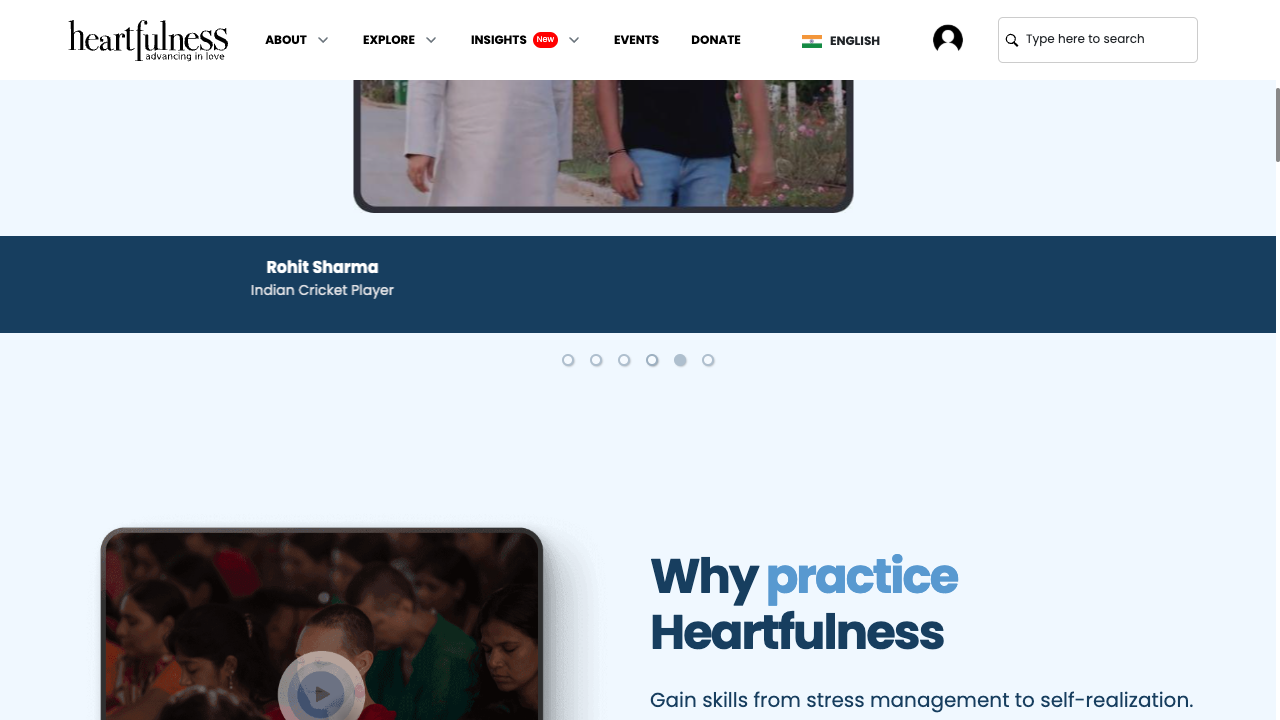 heartfulness
advancing in love
ABOUT
EXPLORE
INSIGHTS New
EVENTS
DONATE
ENGLISH
Type here to search
Rohit Sharma
Indian Cricket Player
Why practice
Heartfulness
Gain skills from stress management to self-realization.